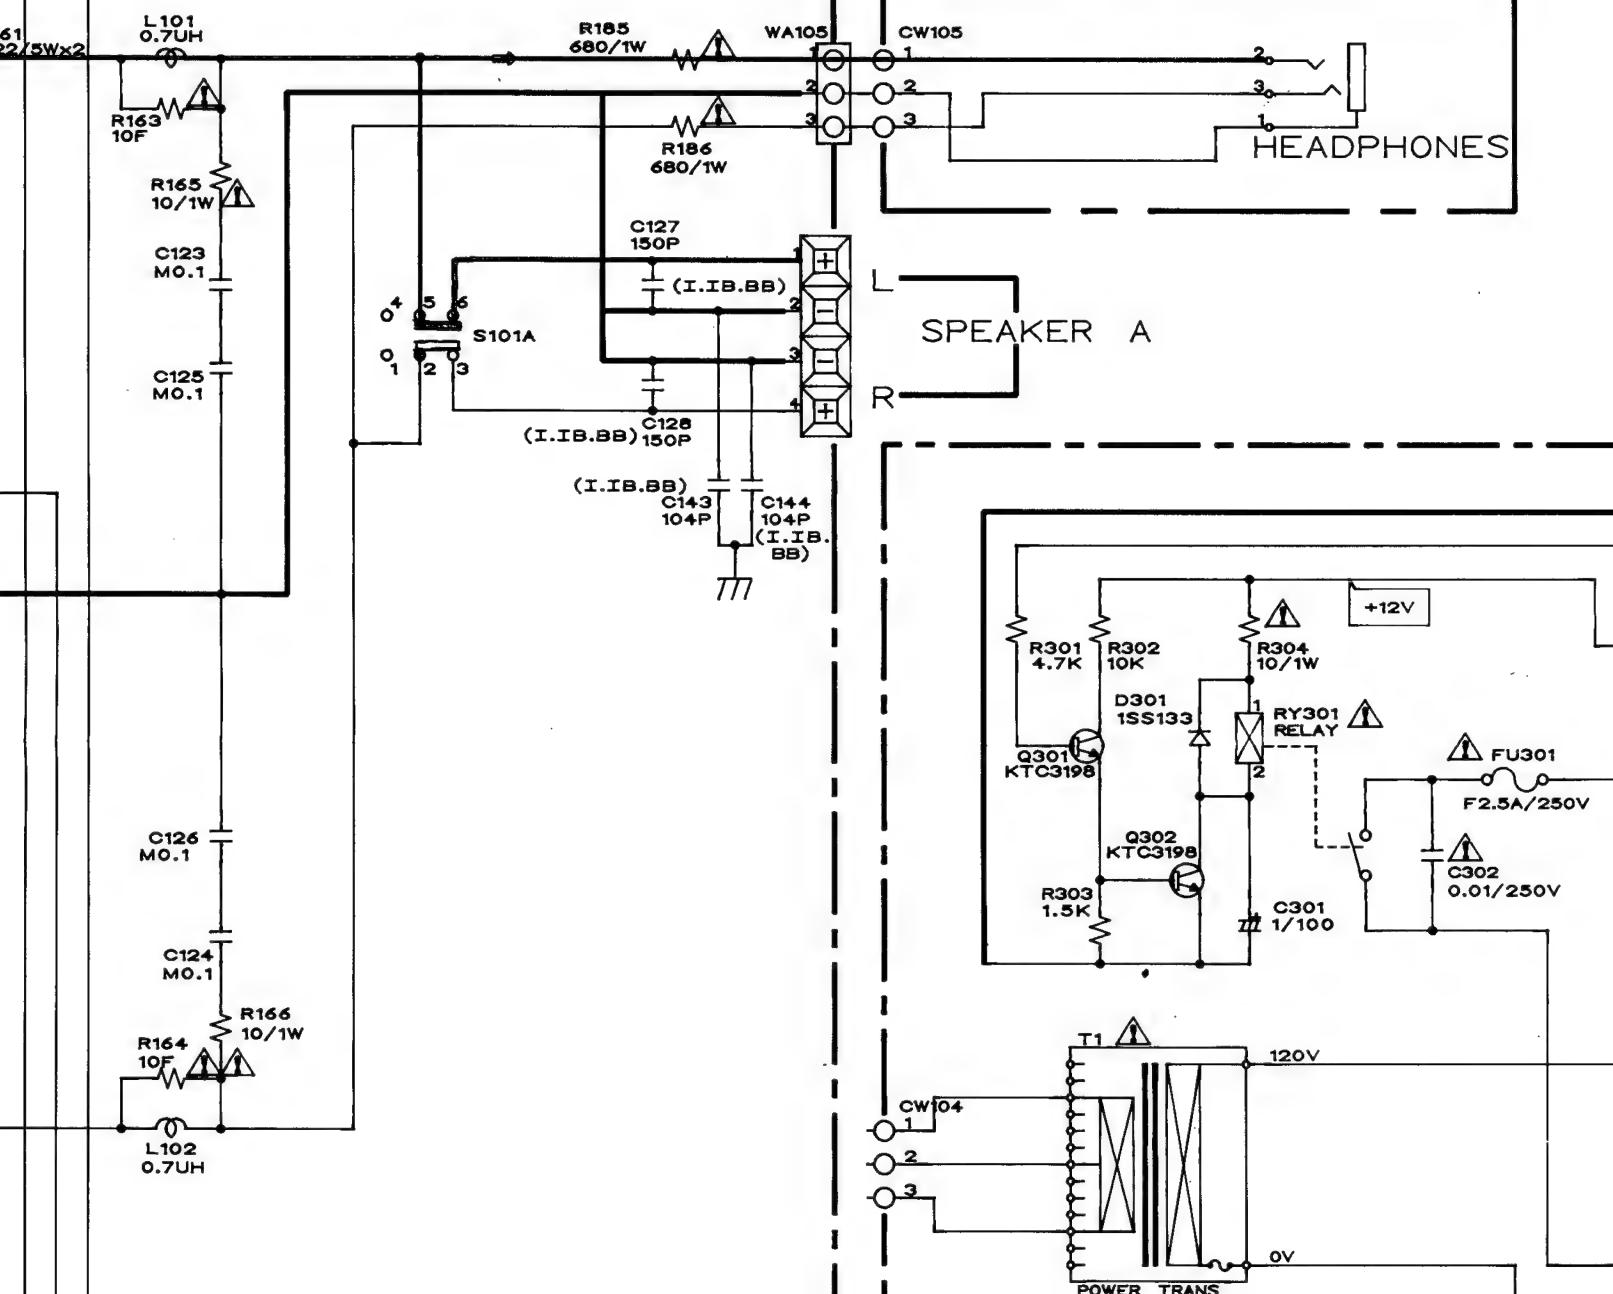 61
22/5Wx2
L101
0.7UH
R163
10F
R165
10/1W
C123
M0.1
C125
M0.1
C126
M0.1
C124
M0.1
R166
10/1W
R164
10F
L102
0.7UH
R185
680/1W
R186
680/1W
WA105
1
2
3
CW105
1
2
3
2
3
1
HEADPHONES
C127
150P
(I.IB.BB)
1
+
2
−
3
−
4
+
L
SPEAKER A
R
4
5
6
S101A
1
2
3
C128
(I.IB.BB) 150P
(I.IB.BB)
C143
104P
C144
104P
(I.IB.
BB)
+12V
R301
4.7K
R302
10K
R304
10/1W
D301
1SS133
1
RY301
RELAY
2
Q301
KTC3198
FU301
F2.5A/250V
Q302
KTC3198
C302
0.01/250V
R303
1.5K
C301
1/100
T1
120V
CW104
1
2
3
0V
POWER TRANS